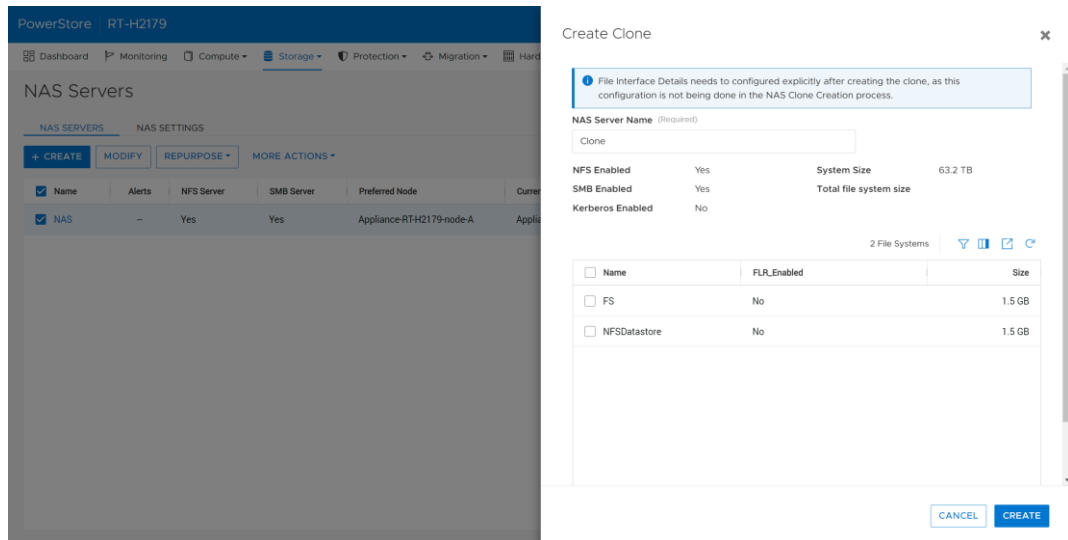 PowerStore RT-H2179
Dashboard Monitoring Compute Storage Protection Migration Hard
NAS Servers
NAS SERVERS NAS SETTINGS
+ CREATE MODIFY REPURPOSE MORE ACTIONS
Name Alerts NFS Server SMB Server Preferred Node Curren
NAS -- Yes Yes Appliance-RT-H2179-node-A Applia
Create Clone
File Interface Details needs to configured explicitly after creating the clone, as this
configuration is not being done in the NAS Clone Creation process.
NAS Server Name (Required)
Clone
NFS Enabled Yes System Size 63.2 TB
SMB Enabled Yes Total file system size
Kerberos Enabled No
2 File Systems
Name FLR_Enabled Size
FS No 1.5 GB
NFSDatastore No 1.5 GB
CANCEL CREATE